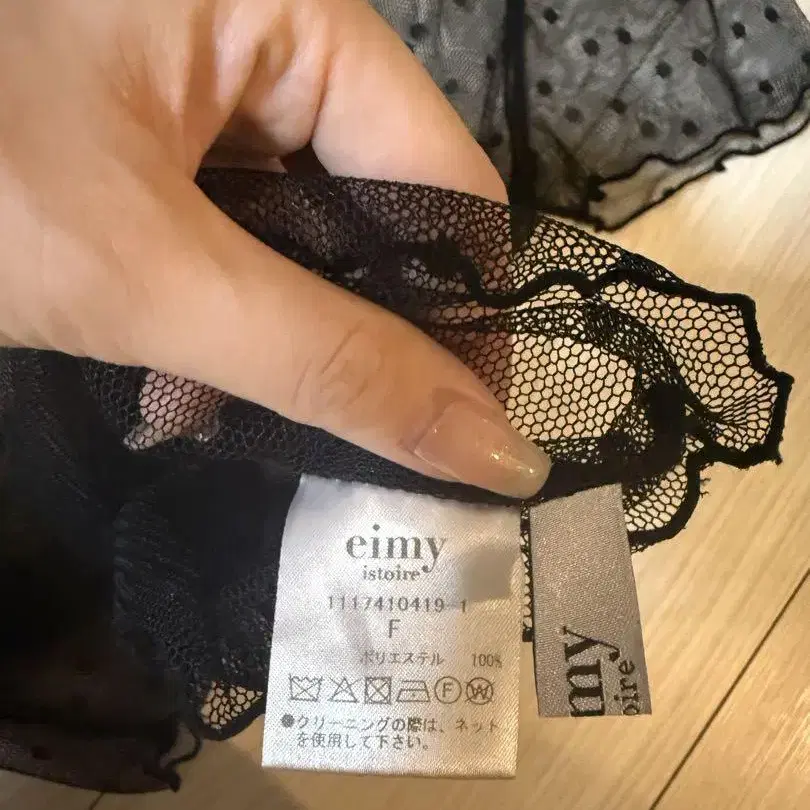 eimy
istoire
1117410419-1
F
ポリエステル 100%
F W
●クリーニングの際は、ネット
を使用して下さい。
my
oire